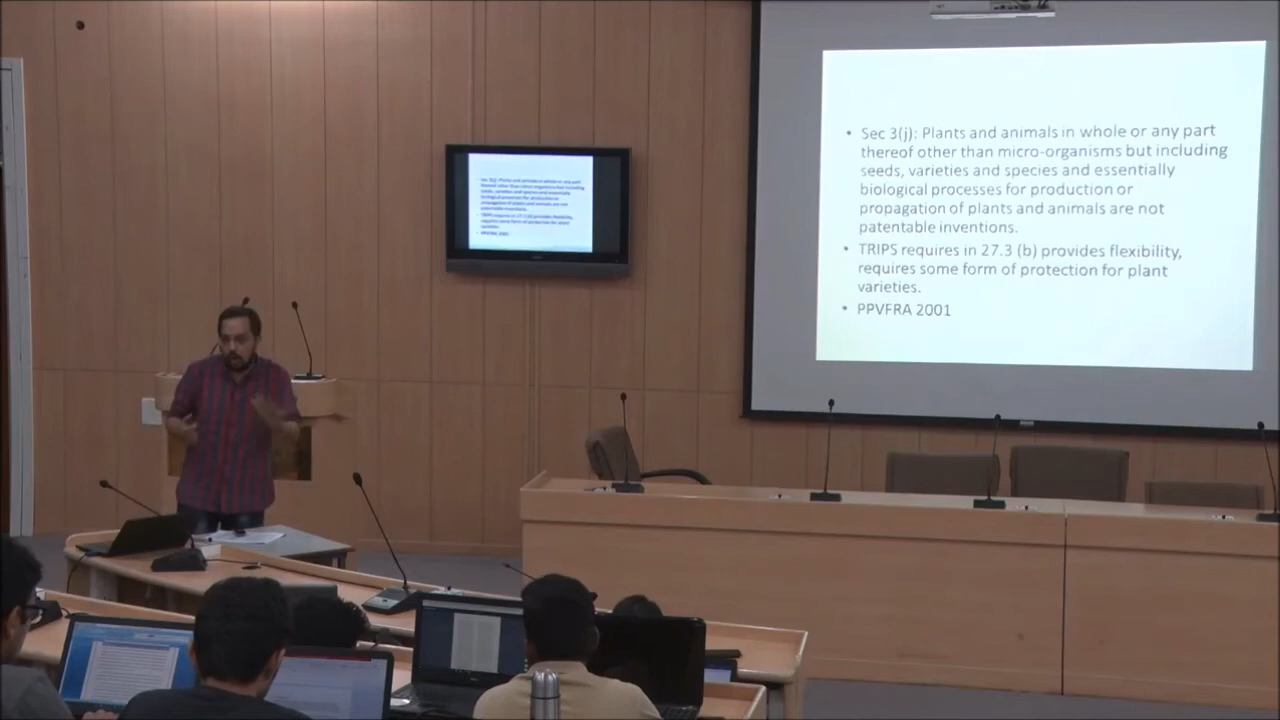 • Sec 3(j): Plants and animals in whole or any part
thereof other than micro-organisms but including
seeds, varieties and species and essentially
biological processes for production or
propagation of plants and animals are not
patentable inventions.
• TRIPS requires in 27.3 (b) provides flexibility,
requires some form of protection for plant
varieties.
• PPVFRA 2001